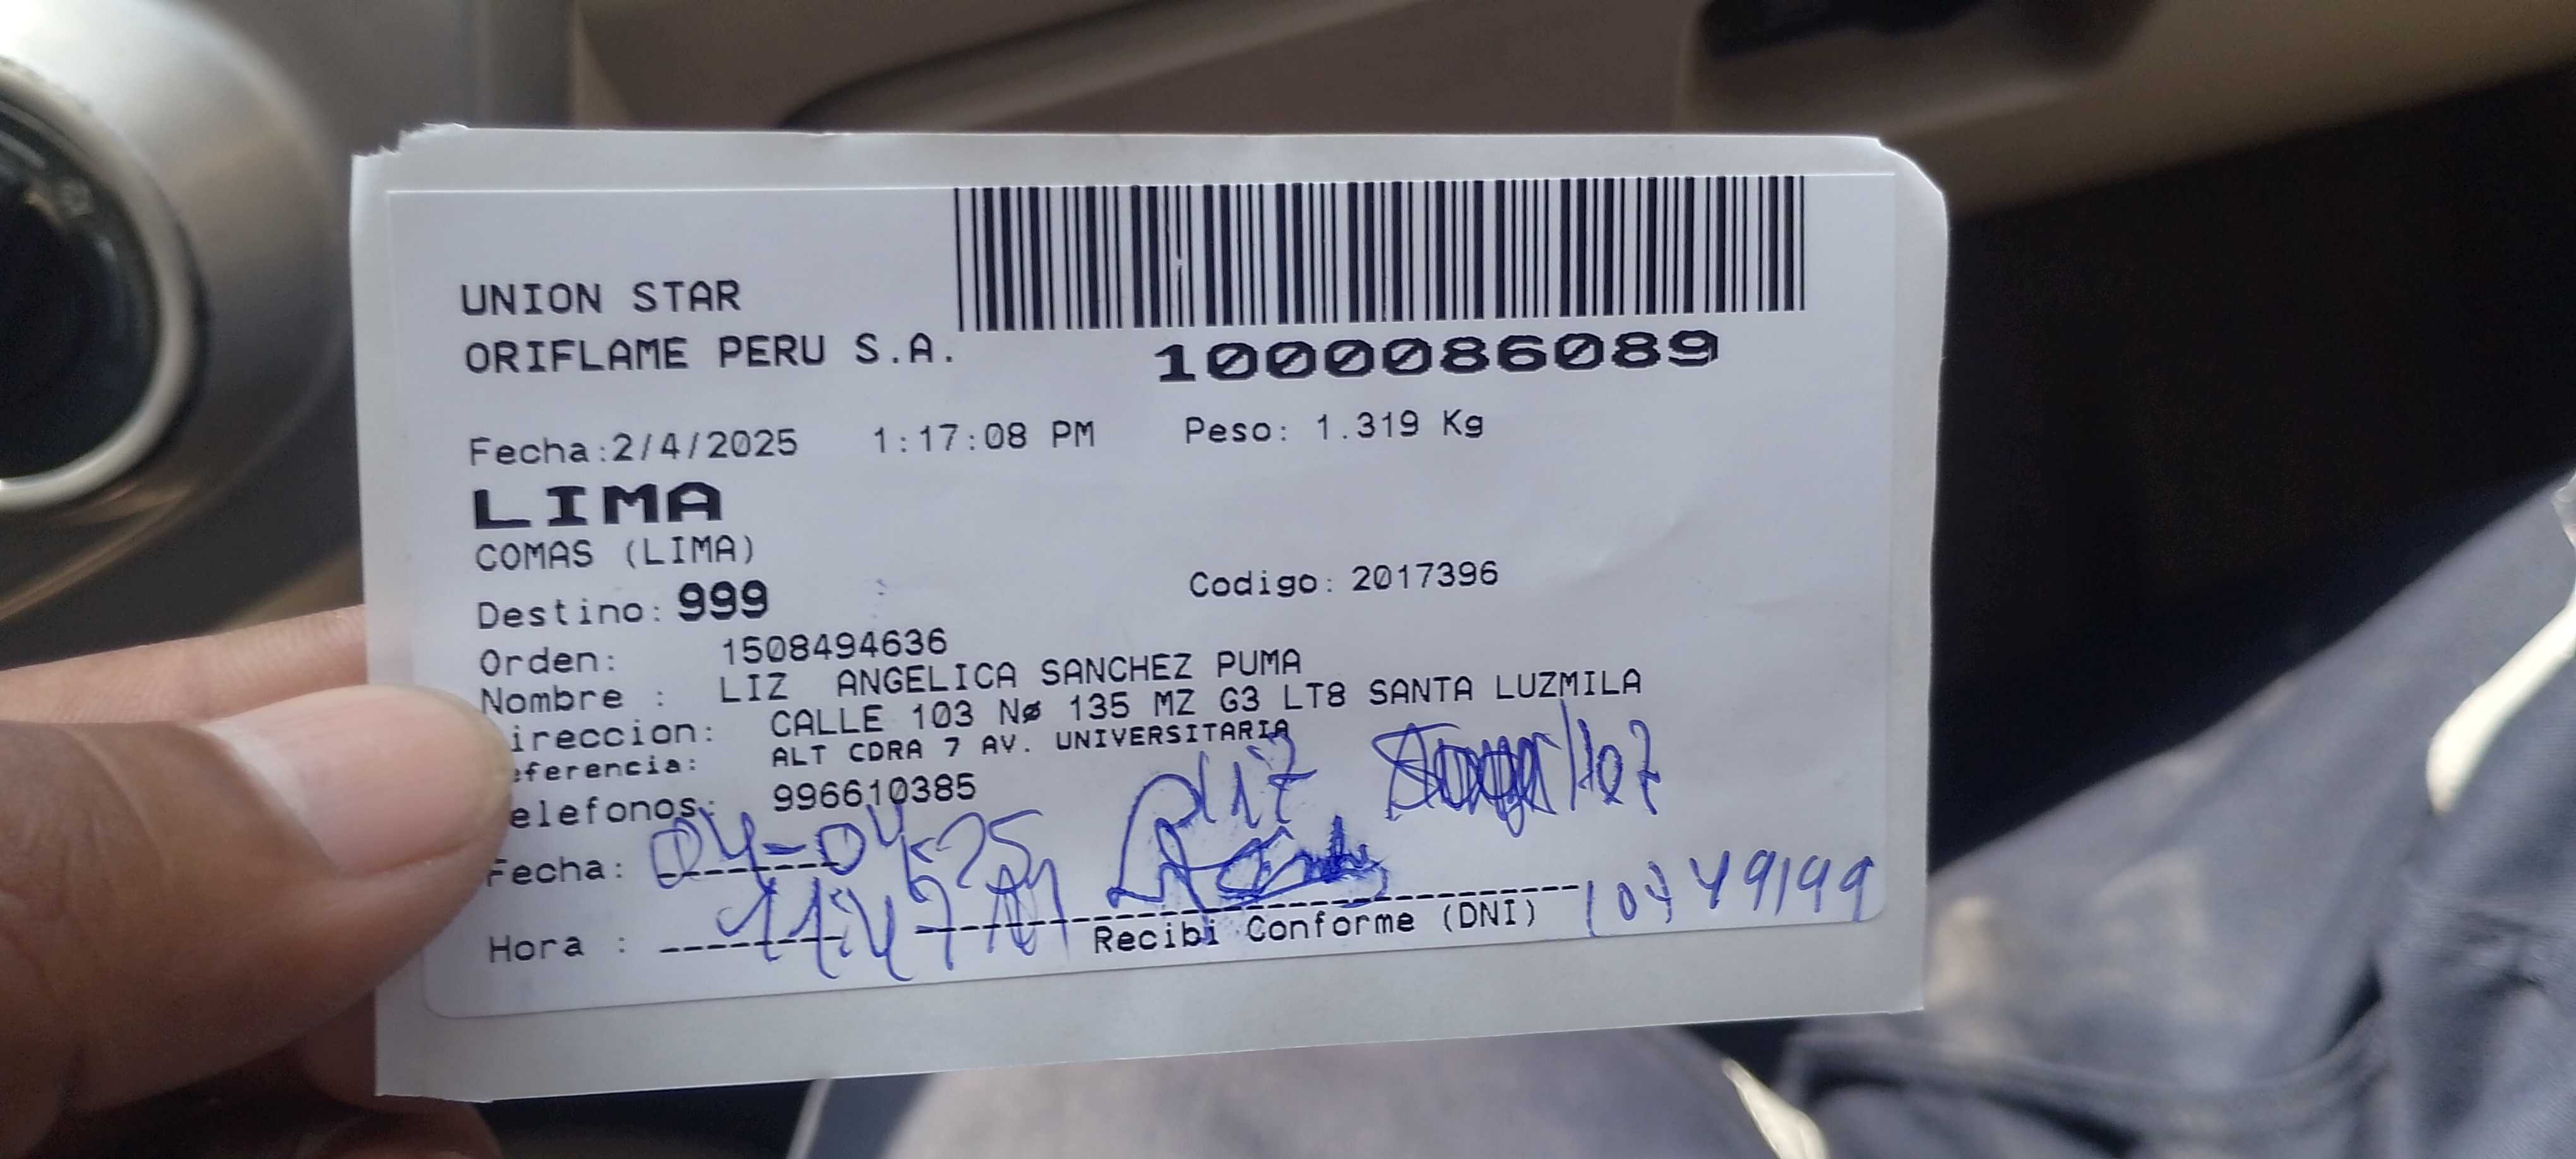 UNION STAR
ORIFLAME PERU S.A.
1000086089
Fecha:2/4/2025 1:17:08 PM Peso: 1.319 Kg
LIMA
COMAS (LIMA)
Destino: 999 Codigo: 2017396
Orden: 1508494636
Nombre : LIZ ANGELICA SANCHEZ PUMA
ireccion: CALLE 103 Nø 135 MZ G3 LT8 SANTA LUZMILA
eferencia: ALT CDRA 7 AV. UNIVERSITARIA
elefonos: 996610385
Fecha: 04-04-25
Hora :
Recibi Conforme (DNI)